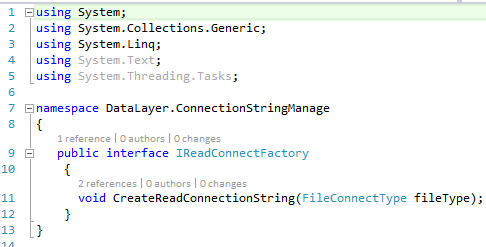 1 using System;
2 using System.Collections.Generic;
3 using System.Linq;
4 using System.Text;
5 using System.Threading.Tasks;
6
7 namespace DataLayer.ConnectionStringManage
8 {
1 reference | 0 authors | 0 changes
9 public interface IReadConnectFactory
10 {
2 references | 0 authors | 0 changes
11 void CreateReadConnectionString(FileConnectType fileType);
12 }
13 }
14